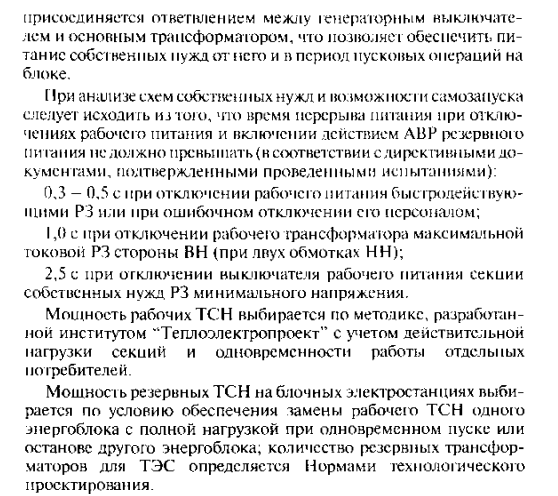 присоединяется ответвлением между генераторным выключате-
лем и основным трансформатором, что позволяет обеспечить пи-
тание собственных нужд от него и в период пусковых операций на
блоке.
При анализе схем собственных нужд и возможности самозапуска
следует исходить из того, что время перерыва питания при отклю-
чениях рабочего питания и включении действием АВР резервного
питания не должно превышать (в соответствии с директивными до-
кументами, подтвержденными проведенными испытаниями):
0,3 – 0,5 с при отключении рабочего питания быстродействую-
щими РЗ или при ошибочном отключении его персоналом;
1,0 с при отключении рабочего трансформатора максимальной
токовой РЗ стороны ВН (при двух обмотках НН);
2,5 с при отключении выключателя рабочего питания секции
собственных нужд РЗ минимального напряжения.
Мощность рабочих ТСН выбирается по методике, разработан-
ной институтом “Теплоэлектропроект” с учетом действительной
нагрузки секций и одновременности работы отдельных
потребителей.
Мощность резервных ТСН на блочных электростанциях выби-
рается по условию обеспечения замены рабочего ТСН одного
энергоблока с полной нагрузкой при одновременном пуске или
останове другого энергоблока; количество резервных трансфор-
маторов для ТЭС определяется Нормами технологического
проектирования.